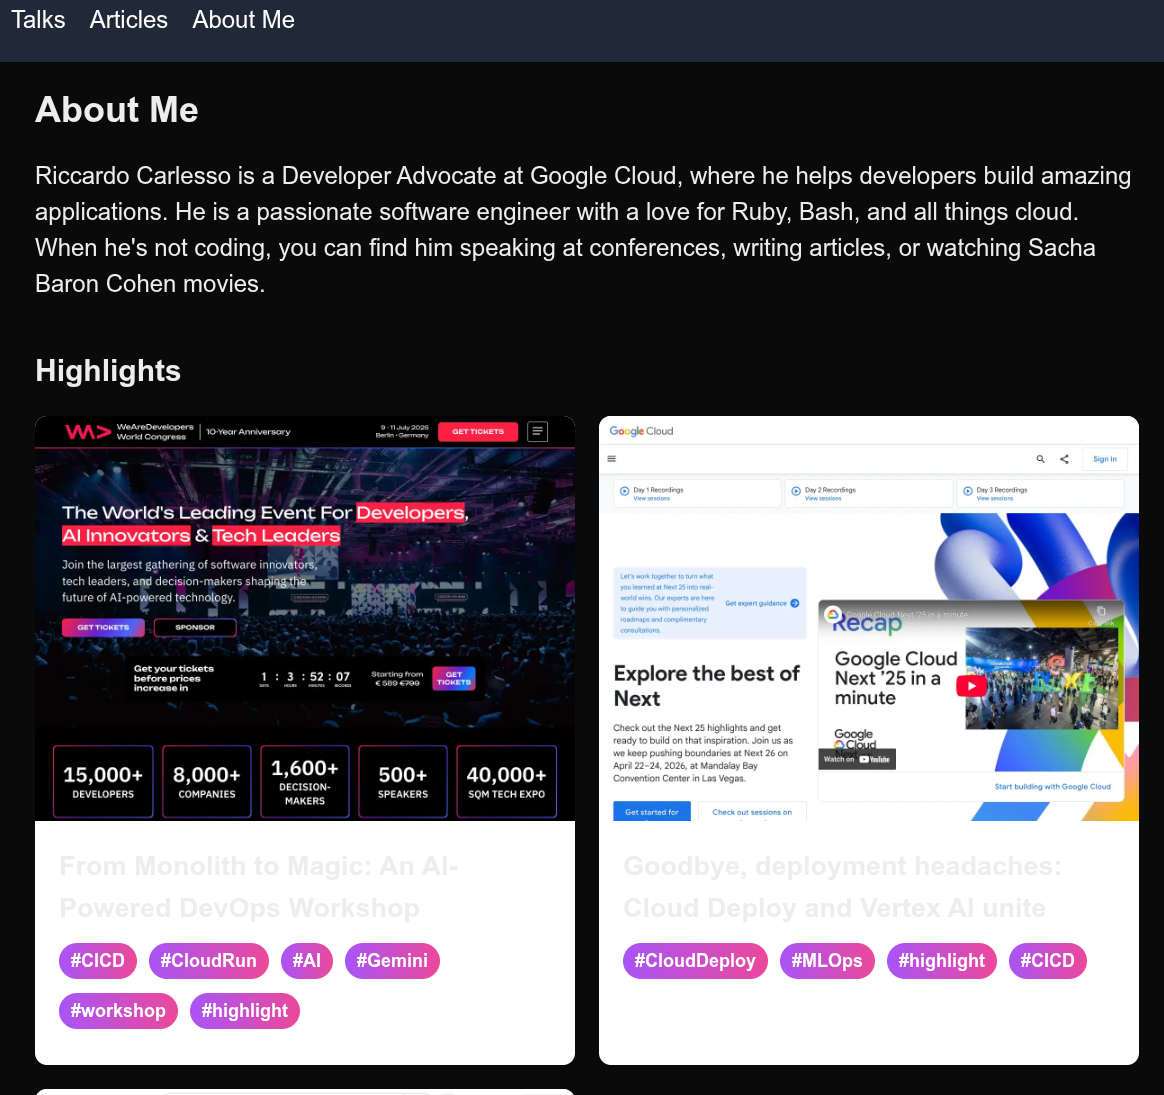 Talks Articles About Me
About Me
Riccardo Carlesso is a Developer Advocate at Google Cloud, where he helps developers build amazing
applications. He is a passionate software engineer with a love for Ruby, Bash, and all things cloud.
When he's not coding, you can find him speaking at conferences, writing articles, or watching Sacha
Baron Cohen movies.
Highlights
WeAreDevelopers
World Congress
10-Year Anniversary
9 - 11 July 2025
Berlin - Germany
GET TICKETS
The World's Leading Event For Developers,
AI Innovators & Tech Leaders
Join the largest gathering of software innovators,
tech leaders, and decision-makers shaping the
future of AI-powered technology.
GET TICKETS SPONSOR
Get your tickets
before prices
increase in
1 : 3 : 52 : 07
DAYS HOURS MINUTES SECONDS
Starting from
€ 589 €799
GET
TICKETS
15,000+
DEVELOPERS
8,000+
COMPANIES
1,600+
DECISION-
MAKERS
500+
SPEAKERS
40,000+
SQM TECH EXPO
From Monolith to Magic: An AI-
Powered DevOps Workshop
#CICD #CloudRun #AI #Gemini
#workshop #highlight
Google Cloud
Sign in
Day 1 Recordings
View sessions
Day 2 Recordings
View sessions
Day 3 Recordings
View sessions
Let's work together to turn what
you learned at Next 25 into real-
world wins. Our experts are here
to guide you with personalized
roadmaps and complimentary
consultations.
Get expert guidance
Explore the best of
Next
Check out the Next 25 highlights and get
ready to build on that inspiration. Join us as
we keep pushing boundaries at Next 26 on
April 22–24, 2026, at Mandalay Bay
Convention Center in Las Vegas.
Get started for
Check out sessions on
Google Cloud Next '25 in a minute
Copy link
Recap
Google Cloud
Next '25 in a
minute
Google
Cloud
Next
Watch on YouTube
Start building with Google Cloud
Goodbye, deployment headaches:
Cloud Deploy and Vertex AI unite
#CloudDeploy #MLOps #highlight #CICD